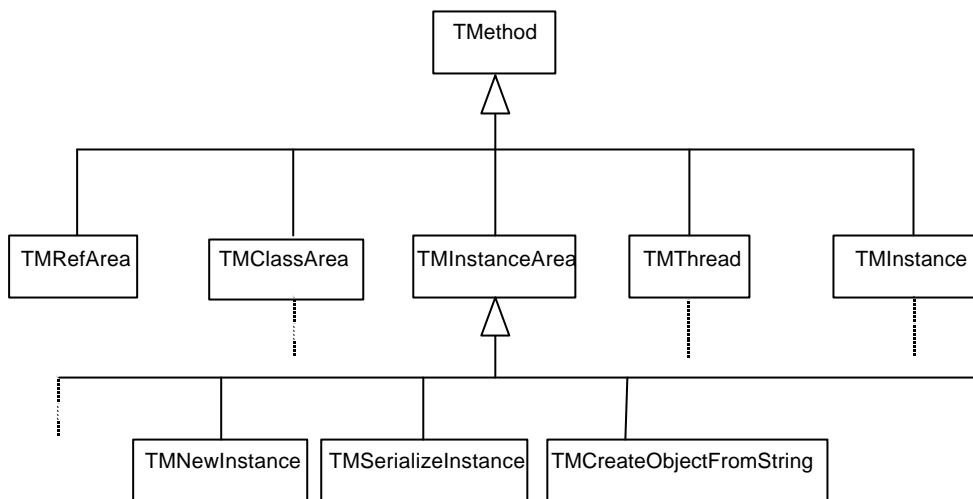 TMethod
TMRefArea
TMClassArea
TMInstanceArea
TMThread
TMInstance
TMNewInstance
TMSerializeInstance
TMCreateObjectFromString